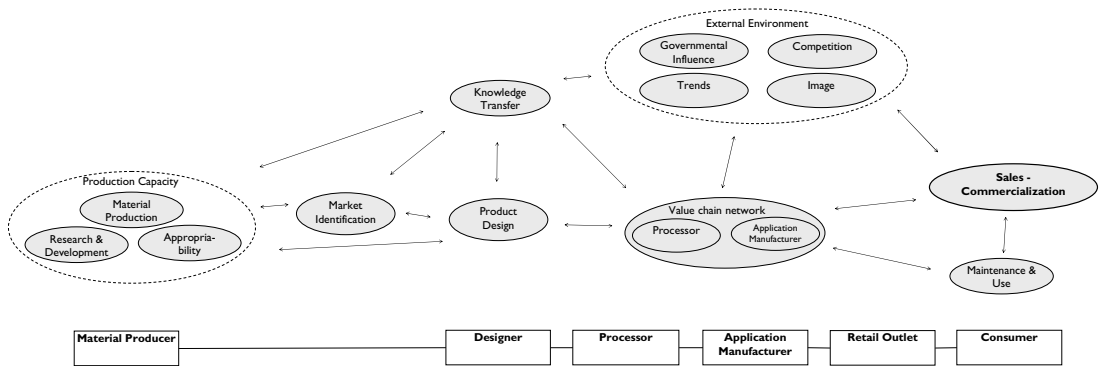 External Environment
Governmental
Influence
Competition
Trends
Image
Knowledge
Transfer
Production Capacity
Material
Production
Research &
Development
Appropria-
bility
Market
Identification
Product
Design
Value chain network
Processor
Application
Manufacturer
Sales -
Commercialization
Maintenance &
Use
Material Producer
Designer
Processor
Application
Manufacturer
Retail Outlet
Consumer